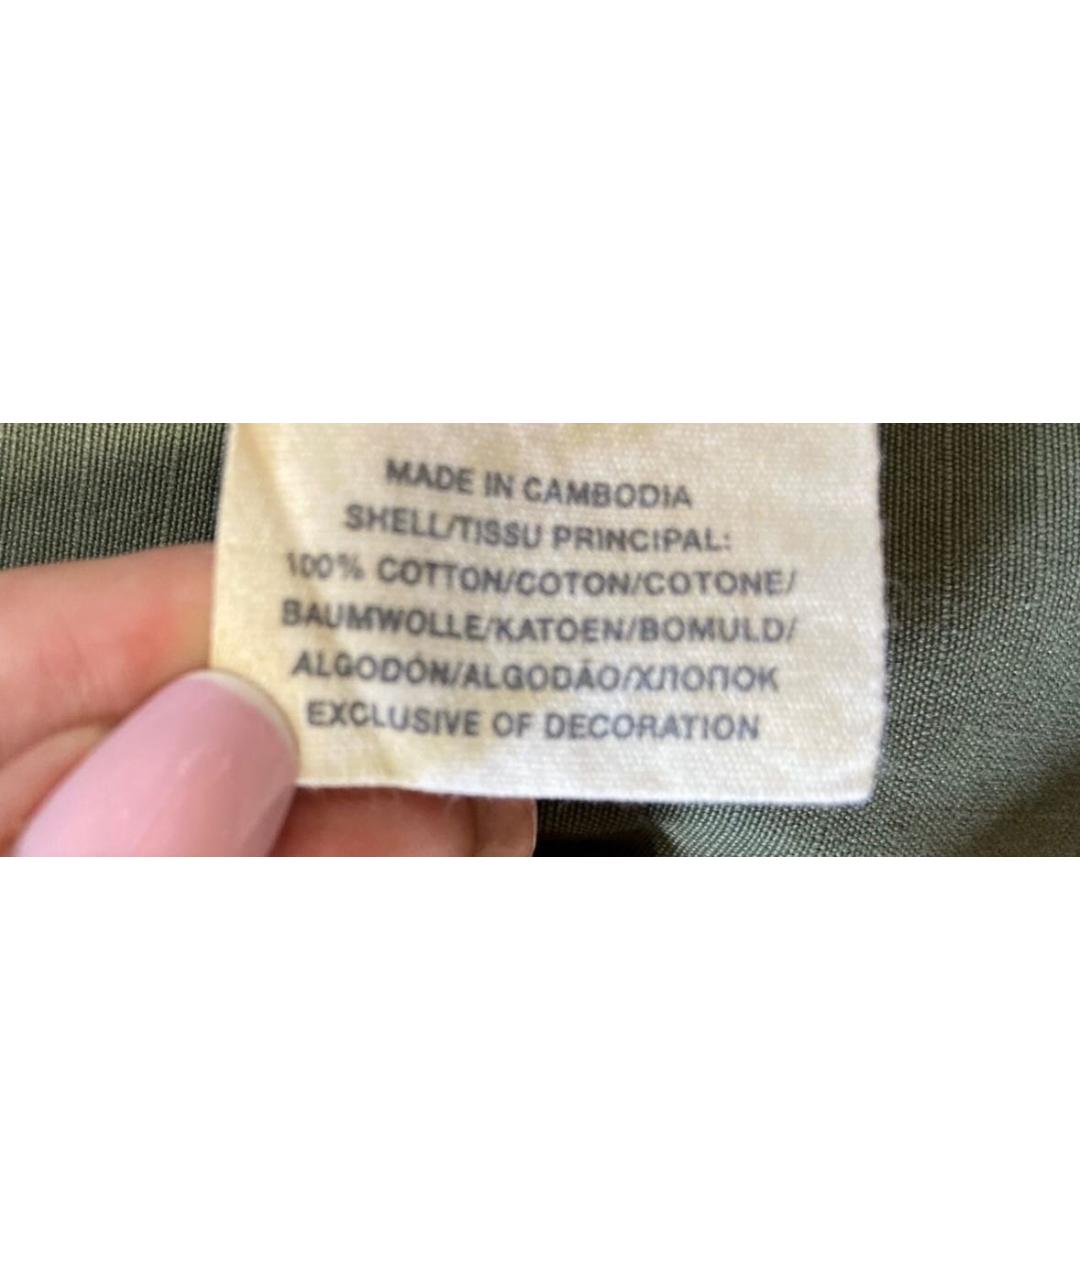 MADE IN CAMBODIA
SHELL/TISSU PRINCIPAL:
100% COTTON/COTON/COTONE/
BAUMWOLLE/KATOEN/BOMULD/
ALGODÓN/ALGODÃO/ХЛОПОК
EXCLUSIVE OF DECORATION